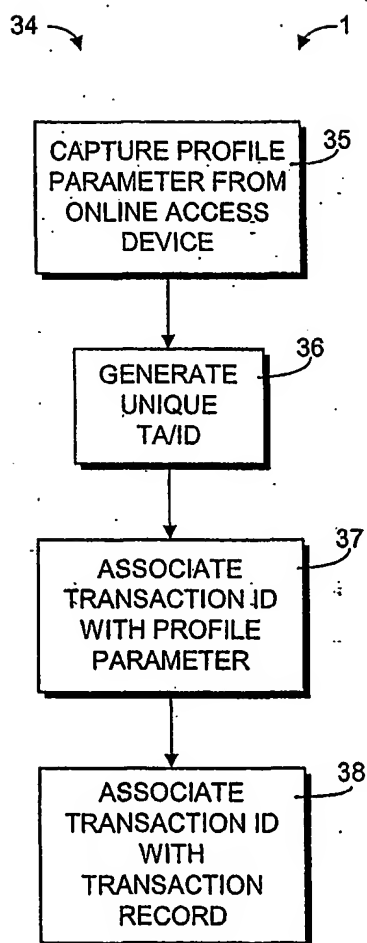 34
1
35
CAPTURE PROFILE
PARAMETER FROM
ONLINE ACCESS
DEVICE
36
GENERATE
UNIQUE
TA/ID
37
ASSOCIATE
TRANSACTION ID
WITH PROFILE
PARAMETER
38
ASSOCIATE
TRANSACTION ID
WITH
TRANSACTION
RECORD